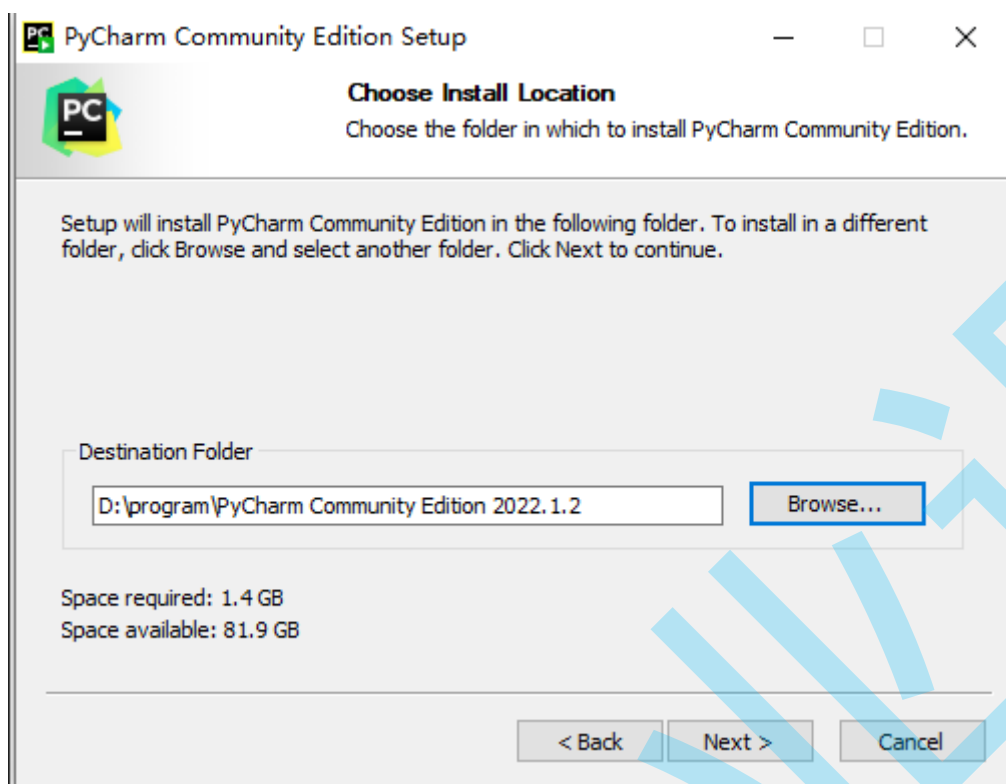 PyCharm Community Edition Setup
PC
Choose Install Location
Choose the folder in which to install PyCharm Community Edition.
Setup will install PyCharm Community Edition in the following folder. To install in a different
folder, click Browse and select another folder. Click Next to continue.
Destination Folder
D:\program\PyCharm Community Edition 2022.1.2
Browse...
Space required: 1.4 GB
Space available: 81.9 GB
< Back
Next >
Cancel